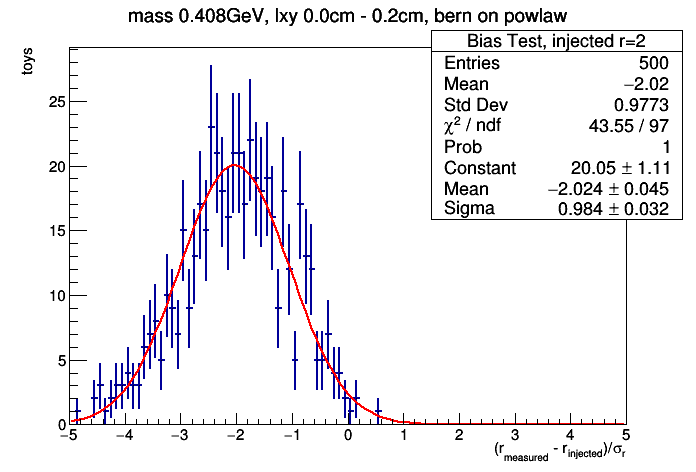 mass 0.408GeV, lxy 0.0cm - 0.2cm, bern on powlaw
toys
Bias Test, injected r=2
Entries 500
Mean −2.02
Std Dev 0.9773
χ² / ndf 43.55 / 97
Prob 1
Constant 20.05 ± 1.11
Mean −2.024 ± 0.045
Sigma 0.984 ± 0.032
25
20
15
10
5
0
−5 −4 −3 −2 −1 0 1 2 3 4 5
(r_measured - r_injected)/σ_r